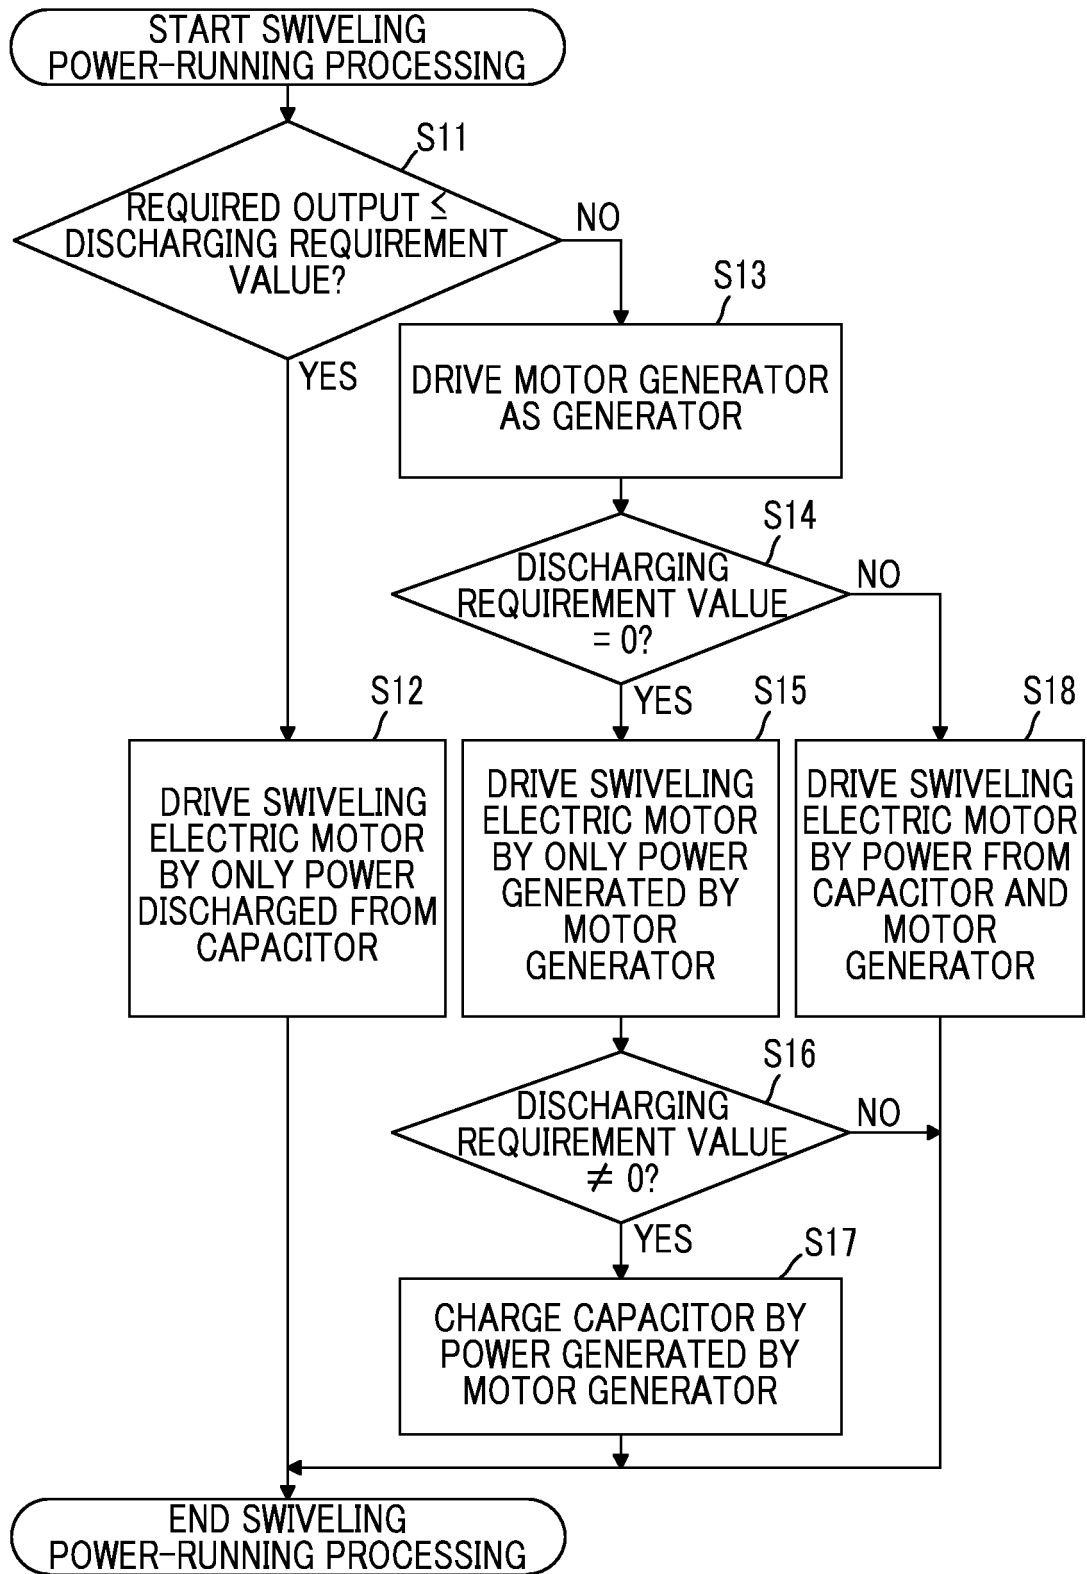 START SWIVELING
POWER-RUNNING PROCESSING
S11
REQUIRED OUTPUT ≤
DISCHARGING REQUIREMENT
VALUE?
NO
YES
S13
DRIVE MOTOR GENERATOR
AS GENERATOR
S14
DISCHARGING
REQUIREMENT VALUE
= 0?
NO
YES
S12
DRIVE SWIVELING
ELECTRIC MOTOR
BY ONLY POWER
DISCHARGED FROM
CAPACITOR
S15
DRIVE SWIVELING
ELECTRIC MOTOR
BY ONLY POWER
GENERATED BY
MOTOR
GENERATOR
S18
DRIVE SWIVELING
ELECTRIC MOTOR
BY POWER FROM
CAPACITOR AND
MOTOR
GENERATOR
S16
DISCHARGING
REQUIREMENT VALUE
≠ 0?
NO
YES
S17
CHARGE CAPACITOR BY
POWER GENERATED BY
MOTOR GENERATOR
END SWIVELING
POWER-RUNNING PROCESSING